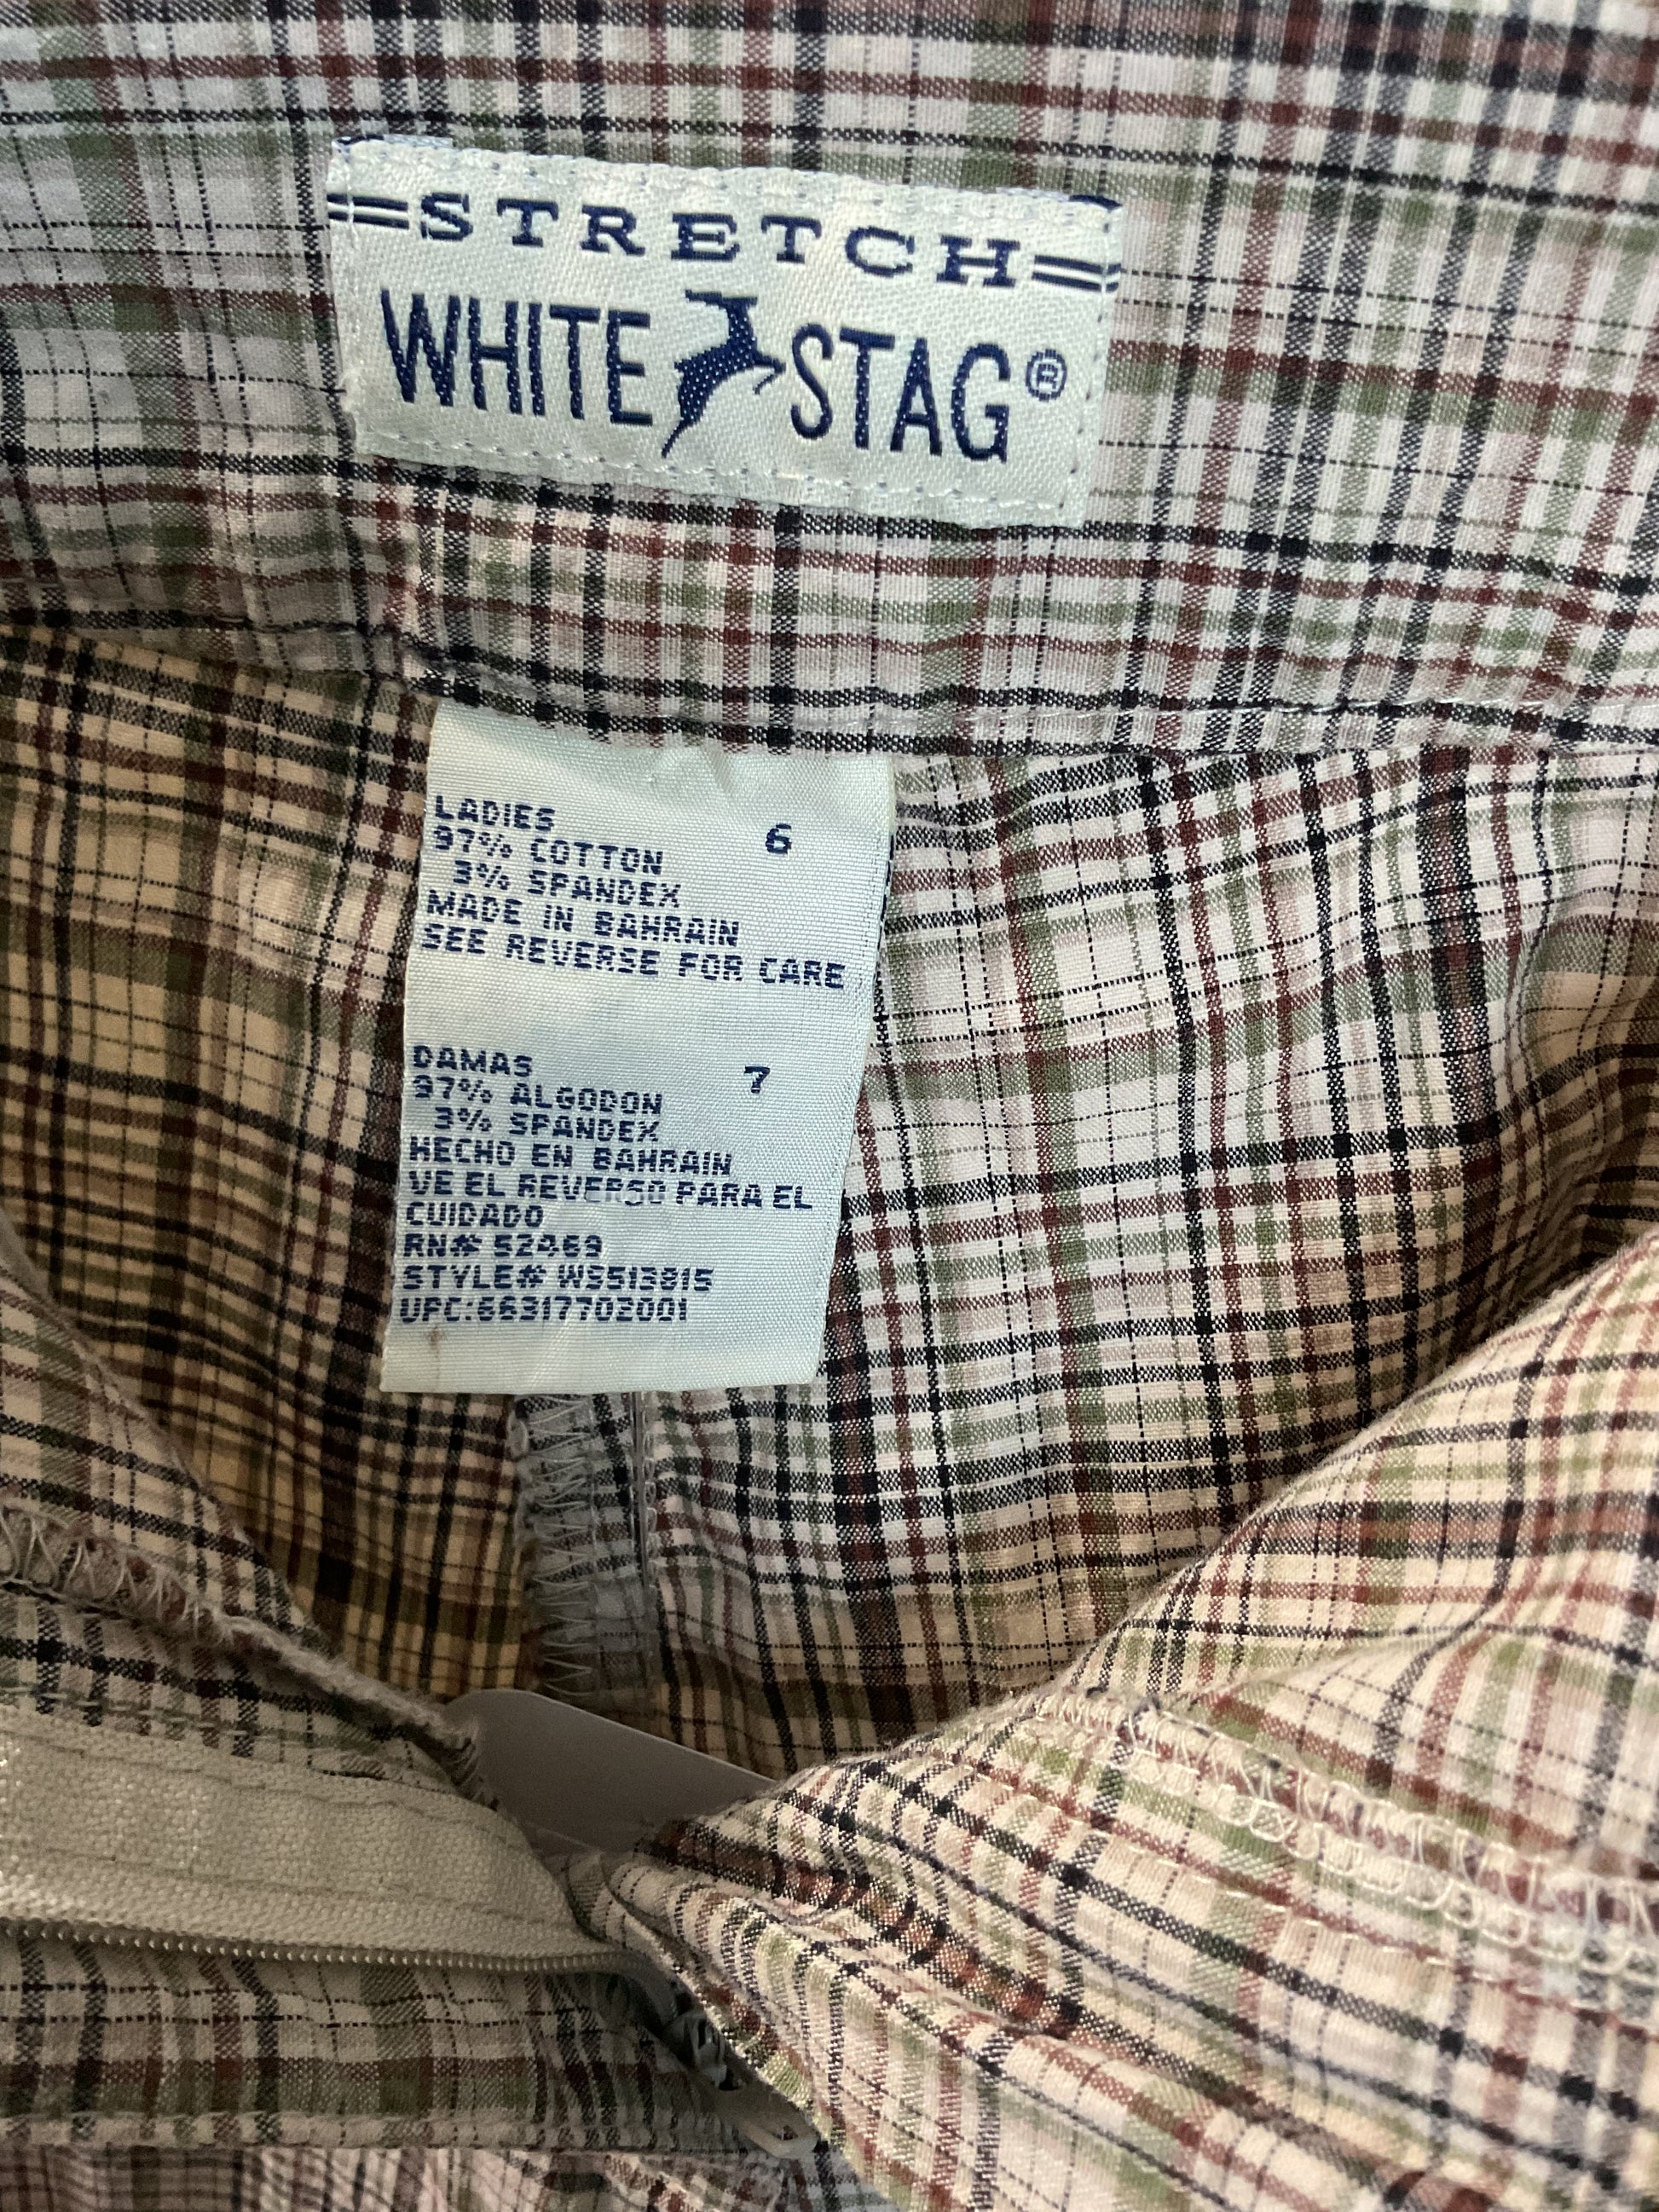 STRETCH
WHITE STAG®
LADIES 6
97% COTTON
3% SPANDEX
MADE IN BAHRAIN
SEE REVERSE FOR CARE
DAMAS 7
97% ALGODON
3% SPANDEX
HECHO EN BAHRAIN
VE EL REVERSO PARA EL
CUIDADO
RN# 52469
STYLE# WS513815
UPC:66317702001